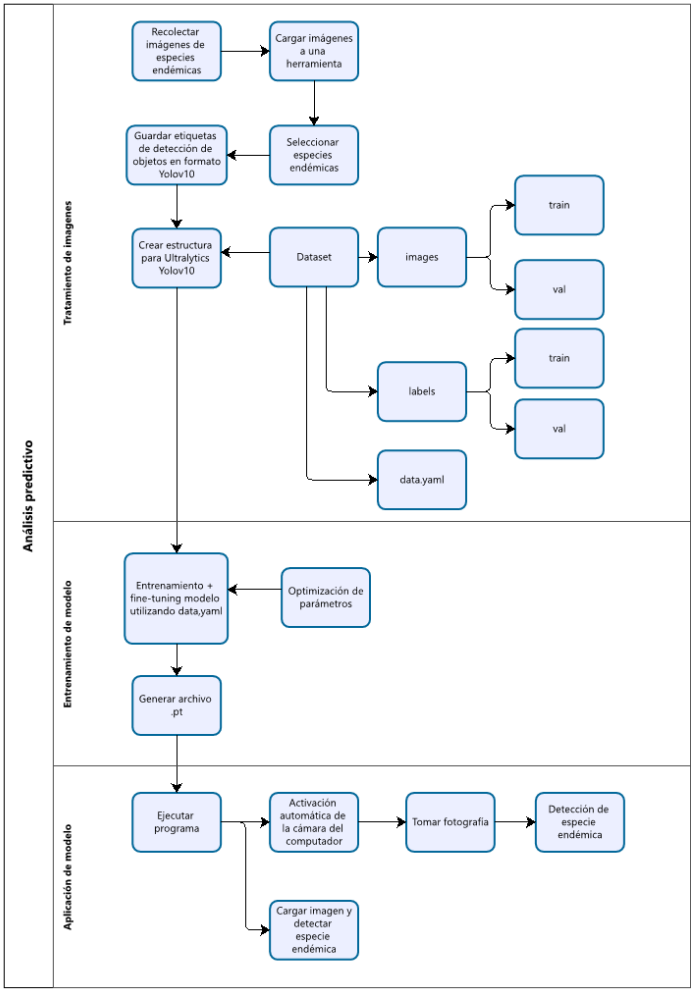 Análisis predictivo
Tratamiento de imagenes
Recolectar
imágenes de
especies
endémicas
Cargar imágenes
a una
herramienta
Guardar etiquetas
de detección de
objetos en formato
Yolov10
Seleccionar
especies
endémicas
Crear estructura
para Ultralytics
Yolov10
Dataset
images
train
val
labels
train
val
data.yaml
Entrenamiento de modelo
Entrenamiento +
fine-tuning modelo
utilizando data,yaml
Optimización de
parámetros
Generar archivo
.pt
Aplicación de modelo
Ejecutar
programa
Activación
automática de
la cámara del
computador
Tomar fotografía
Detección de
especie
endémica
Cargar imagen y
detectar
especie
endémica